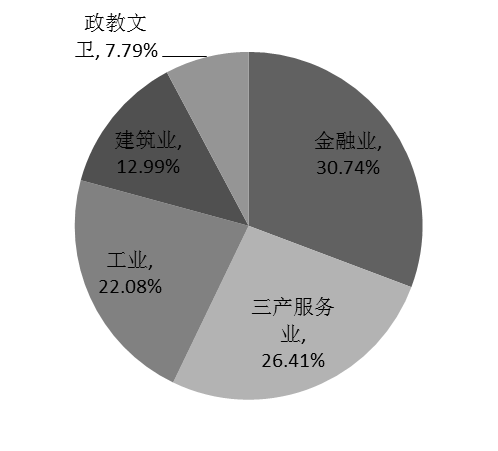 政教文
卫, 7.79%
金融业,
30.74%
建筑业,
12.99%
工业,
22.08%
三产服务
业,
26.41%